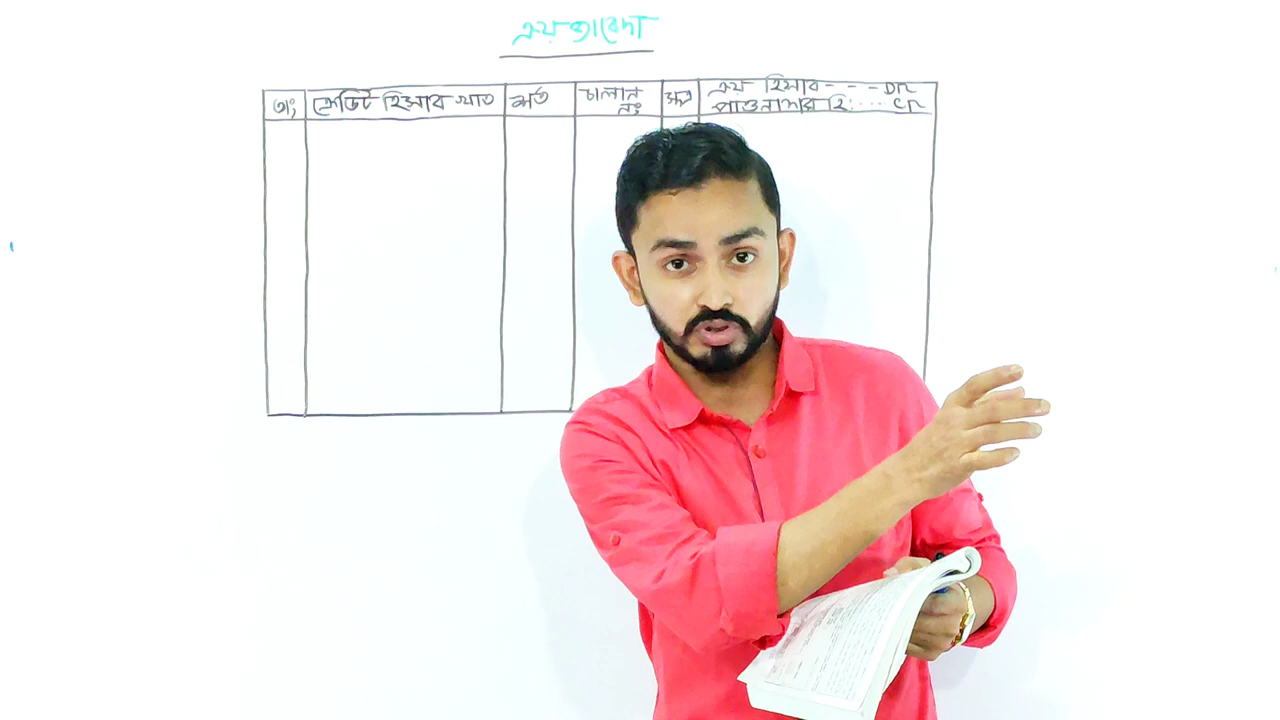 ক্রয় জাবেদা
তাং
ক্রেডিট হিসাব খাত
শর্ত
চালান
নং
সূত্র
ক্রয় হিসাব - - - Dr
পাওনাদার হি: .... Cr